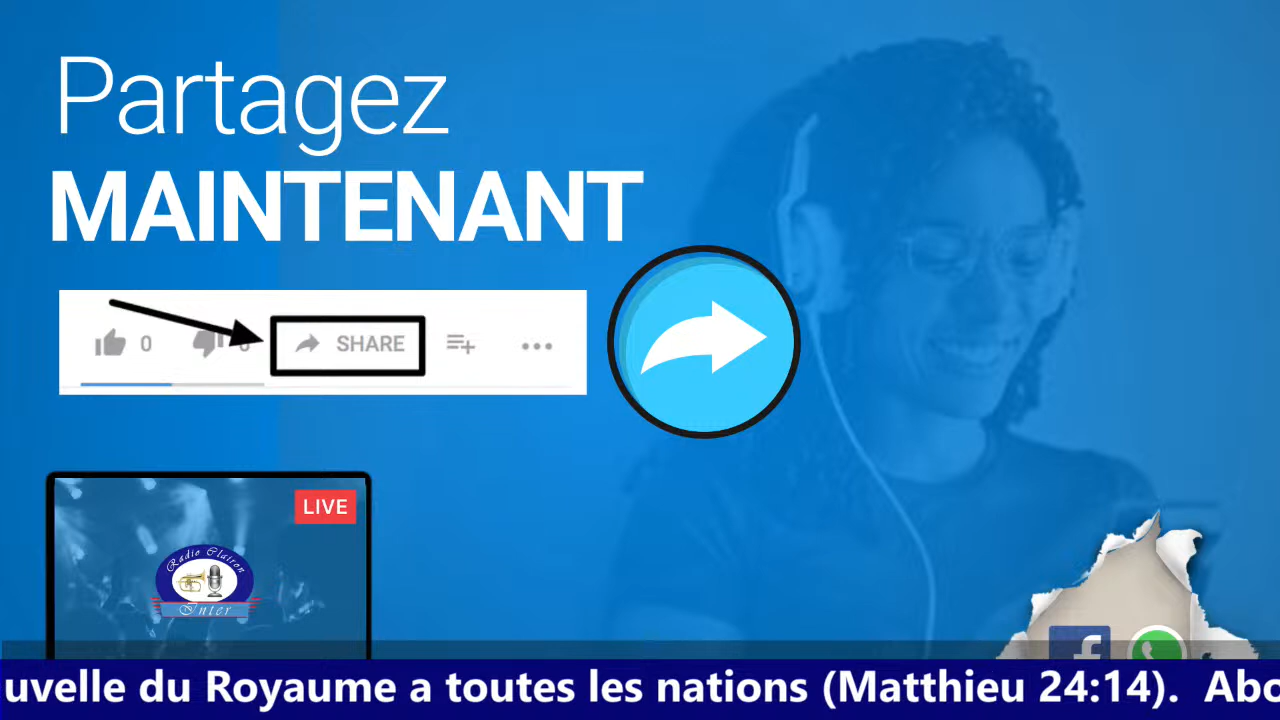 Partagez
MAINTENANT
0
SHARE
LIVE
Radio Clairon
Inter
uvelle du Royaume a toutes les nations (Matthieu 24:14). Abo